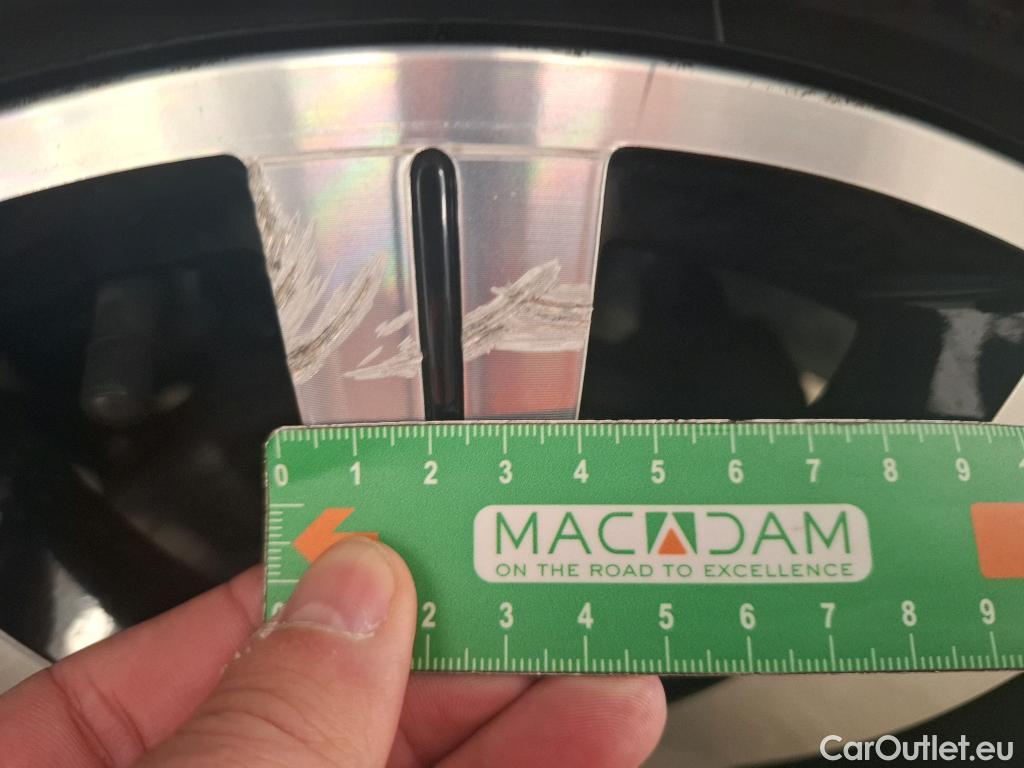 0 1 2 3 4 5 6 7 8 9 1
MACADAM
ON THE ROAD TO EXCELLENCE
2 3 4 5 6 7 8 9
CarOutlet.eu